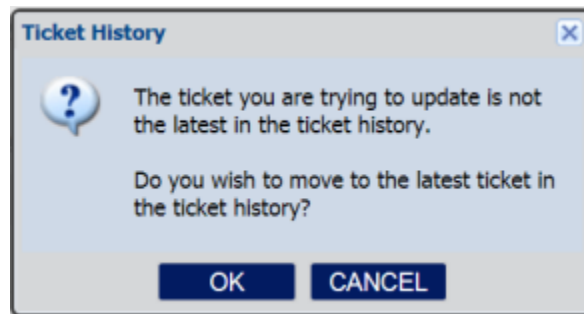 Ticket History
The ticket you are trying to update is not
the latest in the ticket history.
Do you wish to move to the latest ticket in
the ticket history?
OK
CANCEL